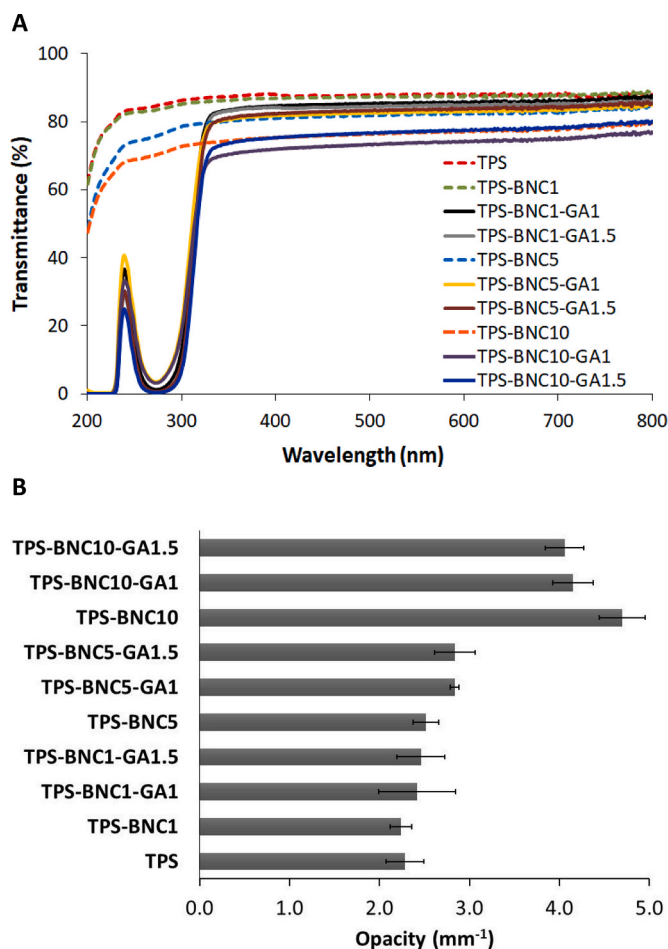 A
100
80
60
40
20
0
Transmittance (%)
200 300 400 500 600 700 800
Wavelength (nm)
TPS
TPS-BNC1
TPS-BNC1-GA1
TPS-BNC1-GA1.5
TPS-BNC5
TPS-BNC5-GA1
TPS-BNC5-GA1.5
TPS-BNC10
TPS-BNC10-GA1
TPS-BNC10-GA1.5
B
TPS-BNC10-GA1.5
TPS-BNC10-GA1
TPS-BNC10
TPS-BNC5-GA1.5
TPS-BNC5-GA1
TPS-BNC5
TPS-BNC1-GA1.5
TPS-BNC1-GA1
TPS-BNC1
TPS
0.0 1.0 2.0 3.0 4.0 5.0
Opacity (mm⁻¹)